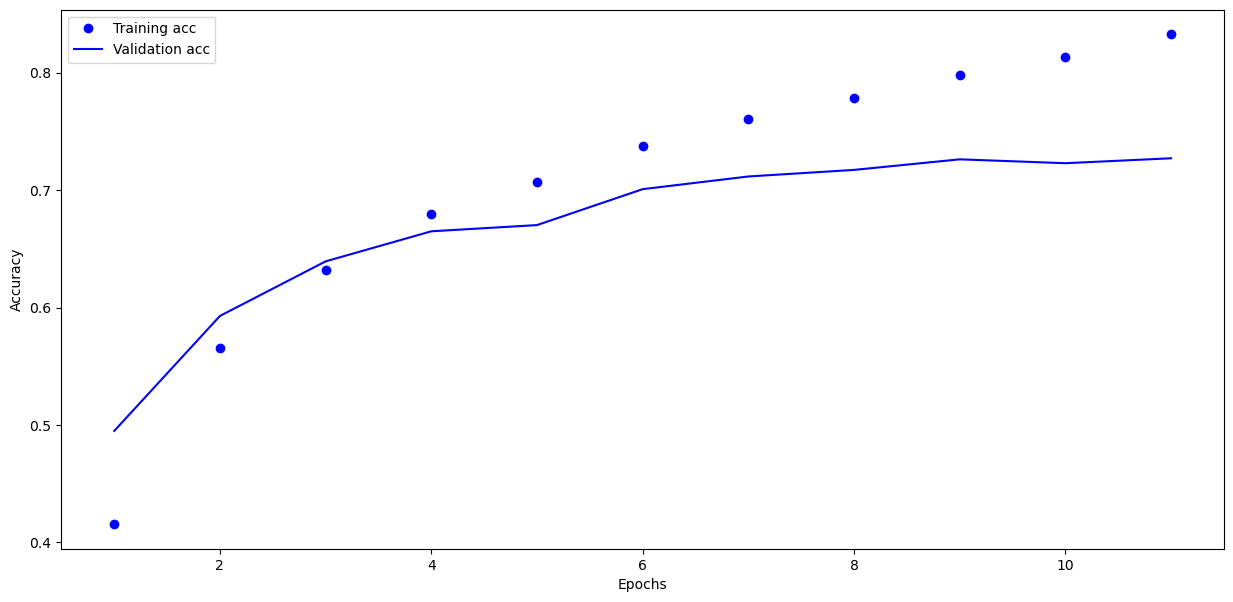 Training acc
Validation acc
0.8
0.7
0.6
0.5
0.4
Accuracy
2 4 6 8 10
Epochs